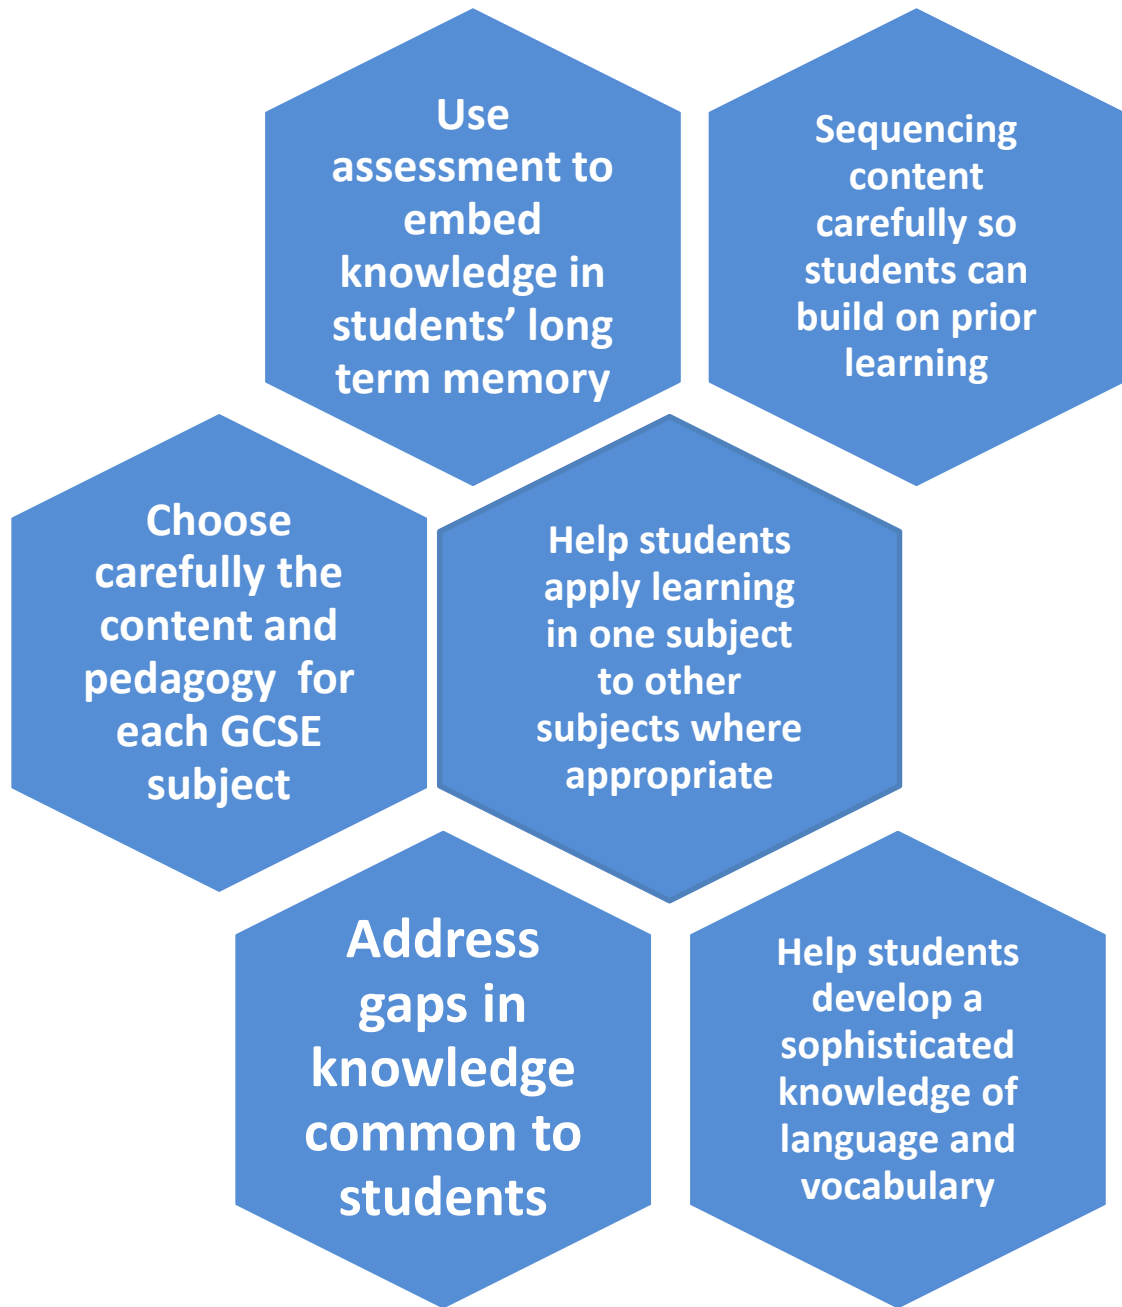 Use
assessment to
embed
knowledge in
students’ long
term memory
Sequencing
content
carefully so
students can
build on prior
learning
Choose
carefully the
content and
pedagogy  for
each GCSE
subject
Help students
apply learning
in one subject
to other
subjects where
appropriate
Address
gaps in
knowledge
common to
students
Help students
develop a
sophisticated
knowledge of
language and
vocabulary